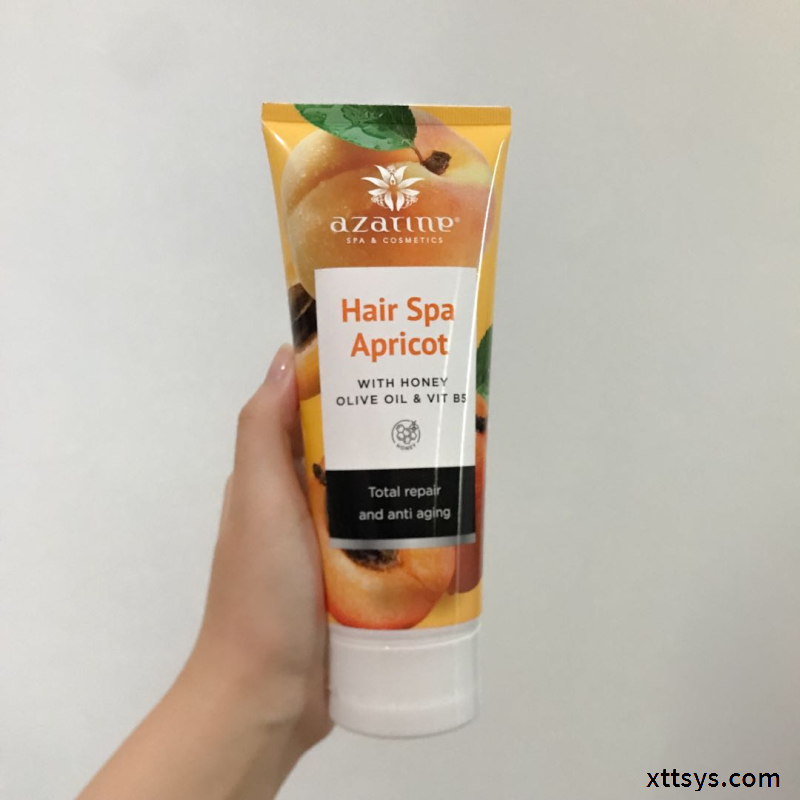 azarine®
SPA & COSMETICS
Hair Spa
Apricot
WITH HONEY
OLIVE OIL & VIT B5
HONEY
Total repair
and anti aging
xttsys.com